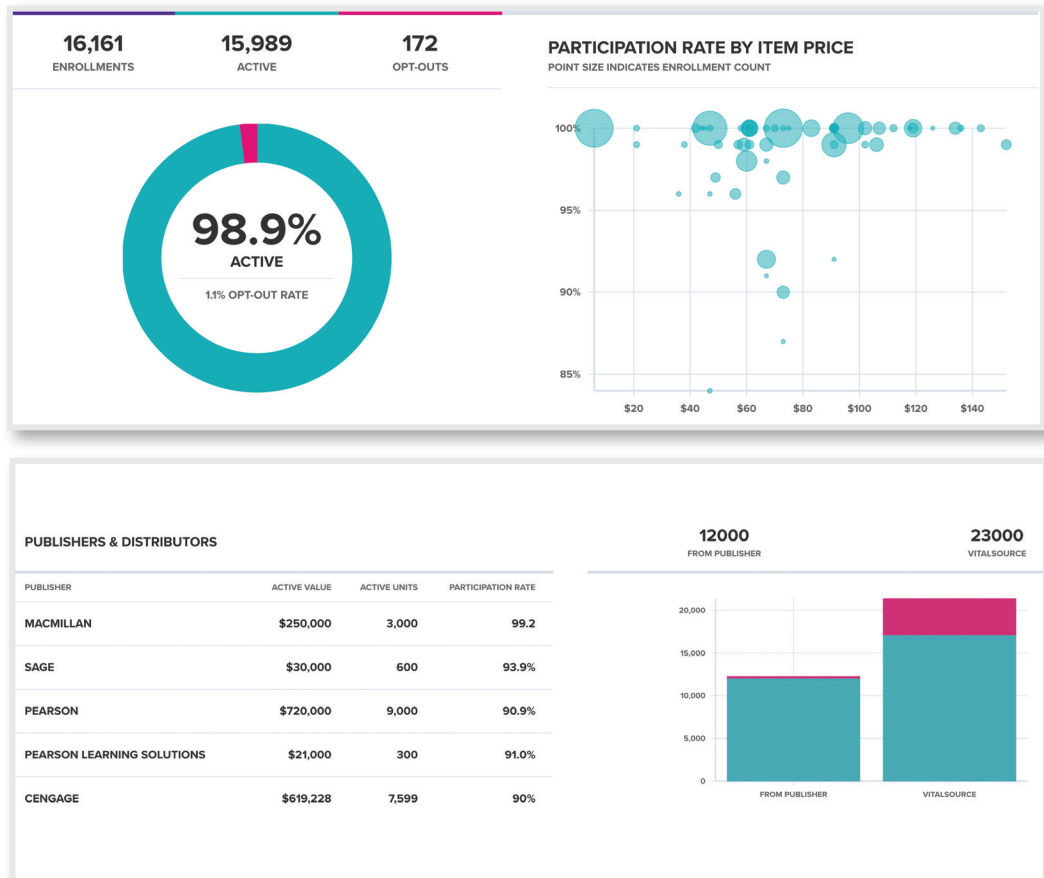 16,161
ENROLLMENTS
15,989
ACTIVE
172
OPT-OUTS
98.9%
ACTIVE
1.1% OPT-OUT RATE
PARTICIPATION RATE BY ITEM PRICE
POINT SIZE INDICATES ENROLLMENT COUNT
100%
95%
90%
85%
$20 $40 $60 $80 $100 $120 $140
PUBLISHERS & DISTRIBUTORS
PUBLISHER ACTIVE VALUE ACTIVE UNITS PARTICIPATION RATE
MACMILLAN $250,000 3,000 99.2
SAGE $30,000 600 93.9%
PEARSON $720,000 9,000 90.9%
PEARSON LEARNING SOLUTIONS $21,000 300 91.0%
CENGAGE $619,228 7,599 90%
12000
FROM PUBLISHER
23000
VITALSOURCE
20,000
15,000
10,000
5,000
0
FROM PUBLISHER VITALSOURCE